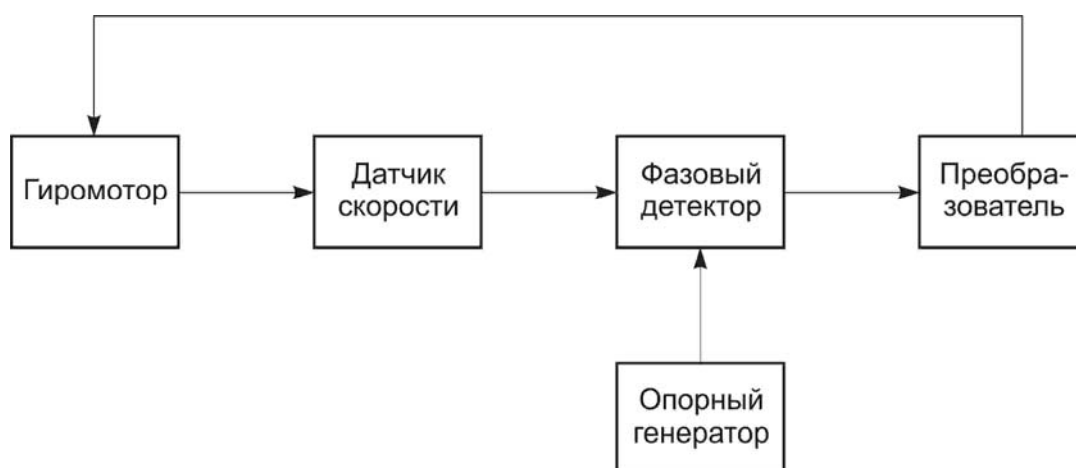 Гиромотор
Датчик
скорости
Фазовый
детектор
Преобра-
зователь
Опорный
генератор